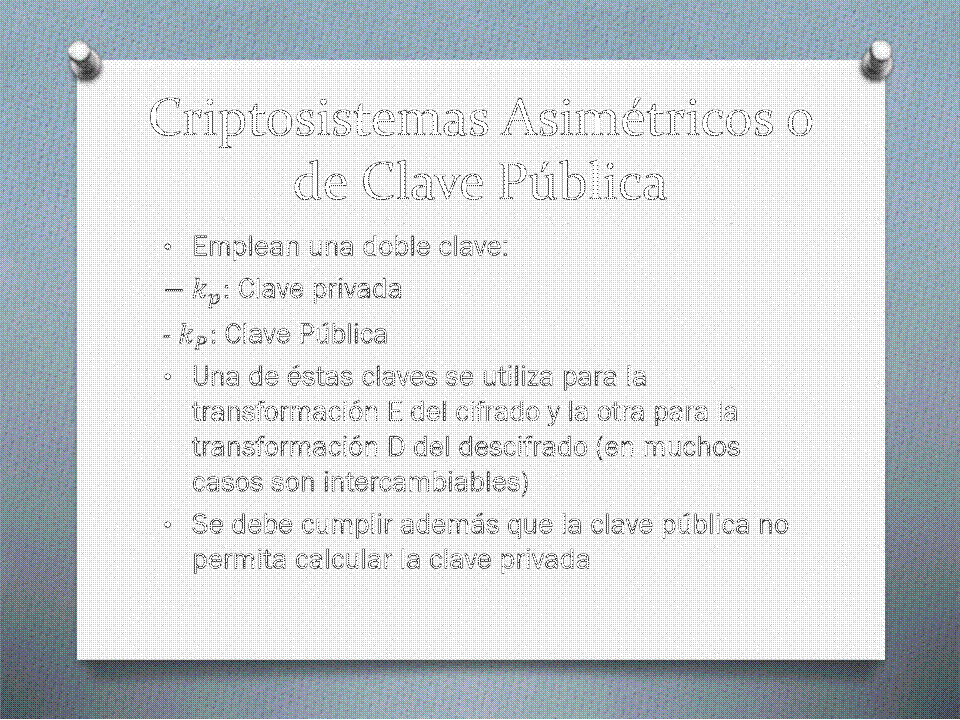 Criptosistemas Asimétricos o
de Clave Pública
• Emplean una doble clave:
– k_p: Clave privada
- k_P: Clave Pública
• Una de éstas claves se utiliza para la
transformación E del cifrado y la otra para la
transformación D del descifrado (en muchos
casos son intercambiables)
• Se debe cumplir además que la clave pública no
permita calcular la clave privada